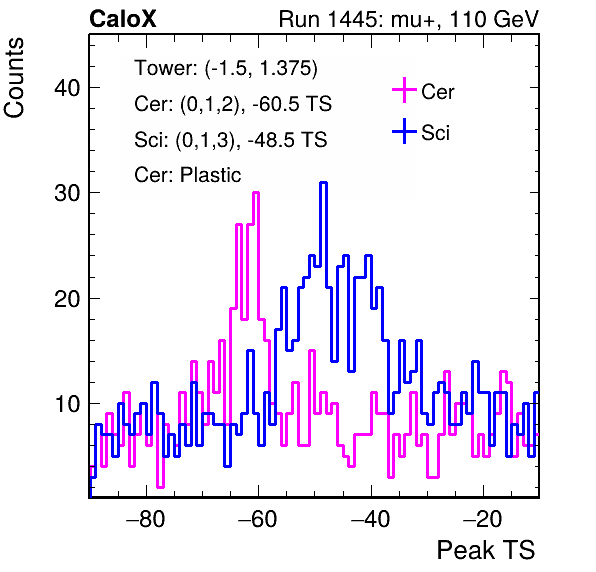 CaloX Run 1445: mu+, 110 GeV
Counts
Tower: (-1.5, 1.375)
Cer: (0,1,2), -60.5 TS
Sci: (0,1,3), -48.5 TS
Cer: Plastic
Cer
Sci
40
30
20
10
−80 −60 −40 −20
Peak TS